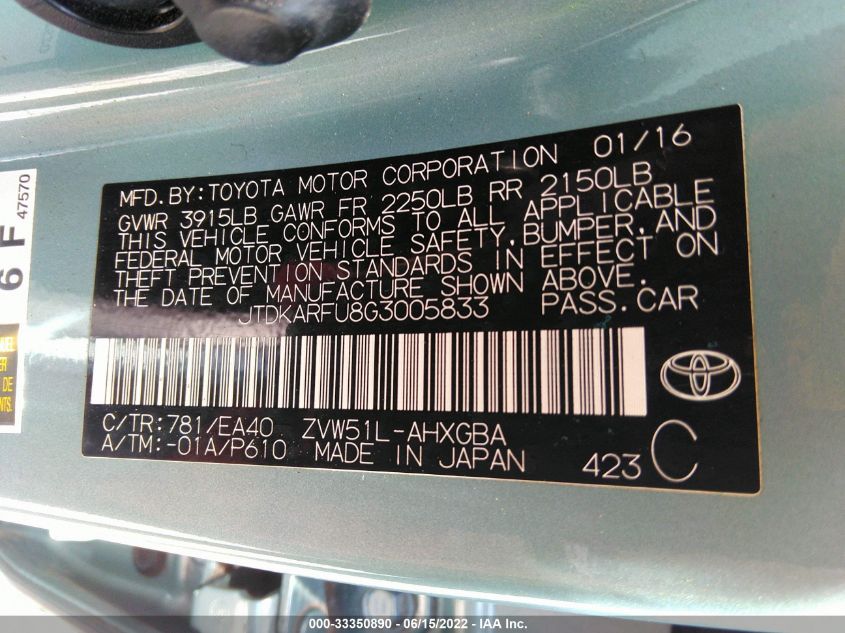 MFD.BY:TOYOTA MOTOR CORPORATION 01/16
GVWR 3915LB GAWR FR 2250LB RR 2150LB
THIS VEHICLE CONFORMS TO ALL APPLICABLE
FEDERAL MOTOR VEHICLE SAFETY,BUMPER,AND
THEFT PREVENTION STANDARDS IN EFFECT ON
THE DATE OF MANUFACTURE SHOWN ABOVE.
JTDKARFU8G3005833 PASS.CAR
C/TR:781/EA40 ZVW51L-AHXGBA
A/TM:-01A/P610 MADE IN JAPAN 423 C
6 F
47570
DE
000-33350890 - 06/15/2022 - IAA Inc.